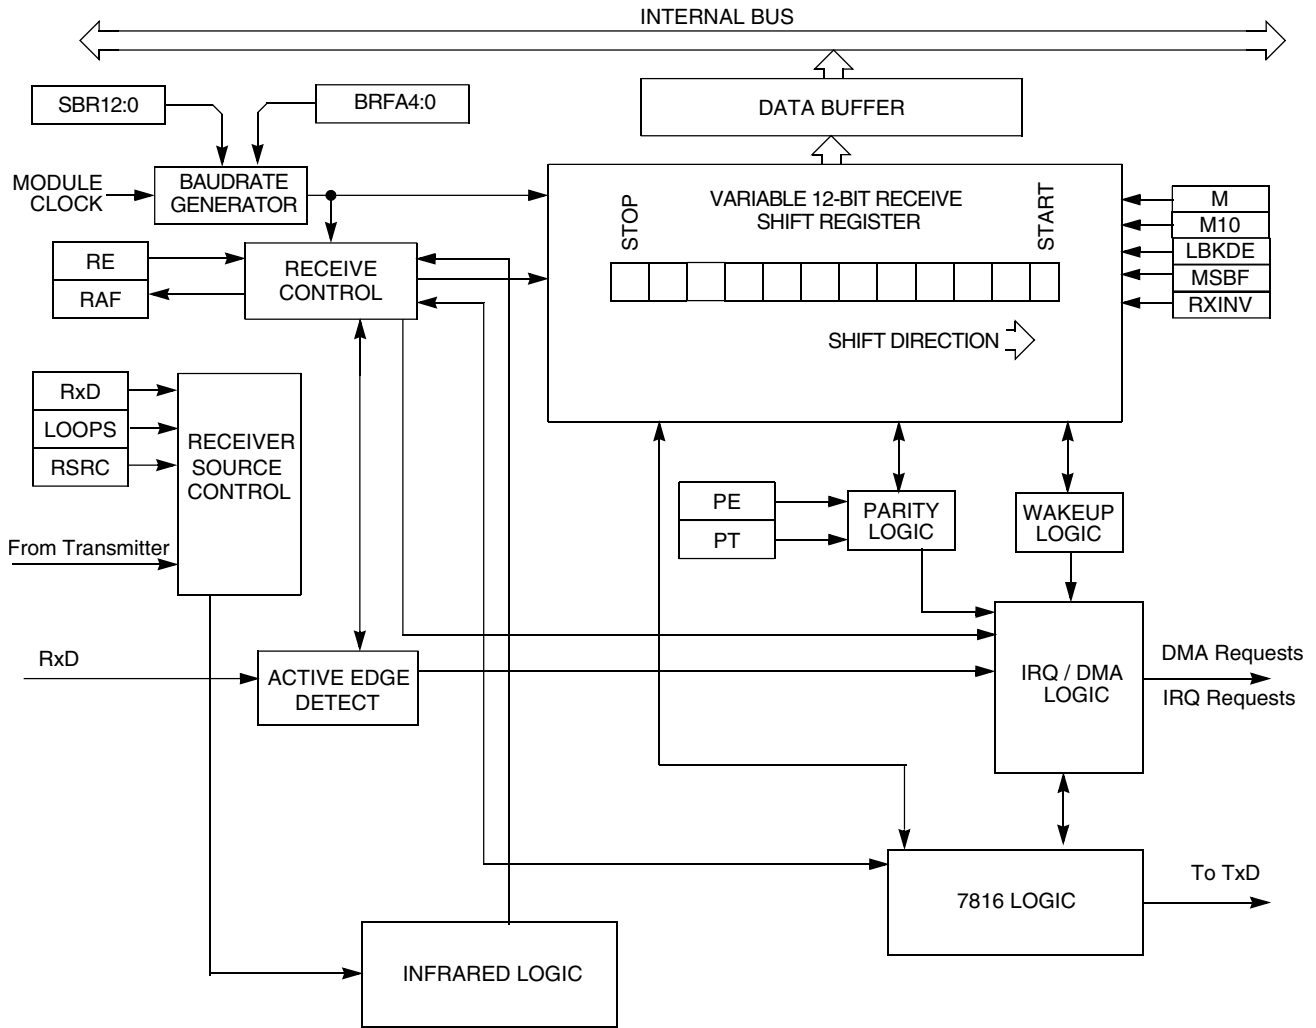 INTERNAL BUS
SBR12:0
BRFA4:0
DATA BUFFER
MODULE
CLOCK
BAUDRATE
GENERATOR
VARIABLE 12-BIT RECEIVE
SHIFT REGISTER
STOP
START
M
M10
LBKDE
MSBF
RXINV
RE
RAF
RECEIVE
CONTROL
SHIFT DIRECTION
RxD
LOOPS
RSRC
RECEIVER
SOURCE
CONTROL
From Transmitter
PE
PT
PARITY
LOGIC
WAKEUP
LOGIC
RxD
ACTIVE EDGE
DETECT
IRQ / DMA
LOGIC
DMA Requests
IRQ Requests
7816 LOGIC
To TxD
INFRARED LOGIC